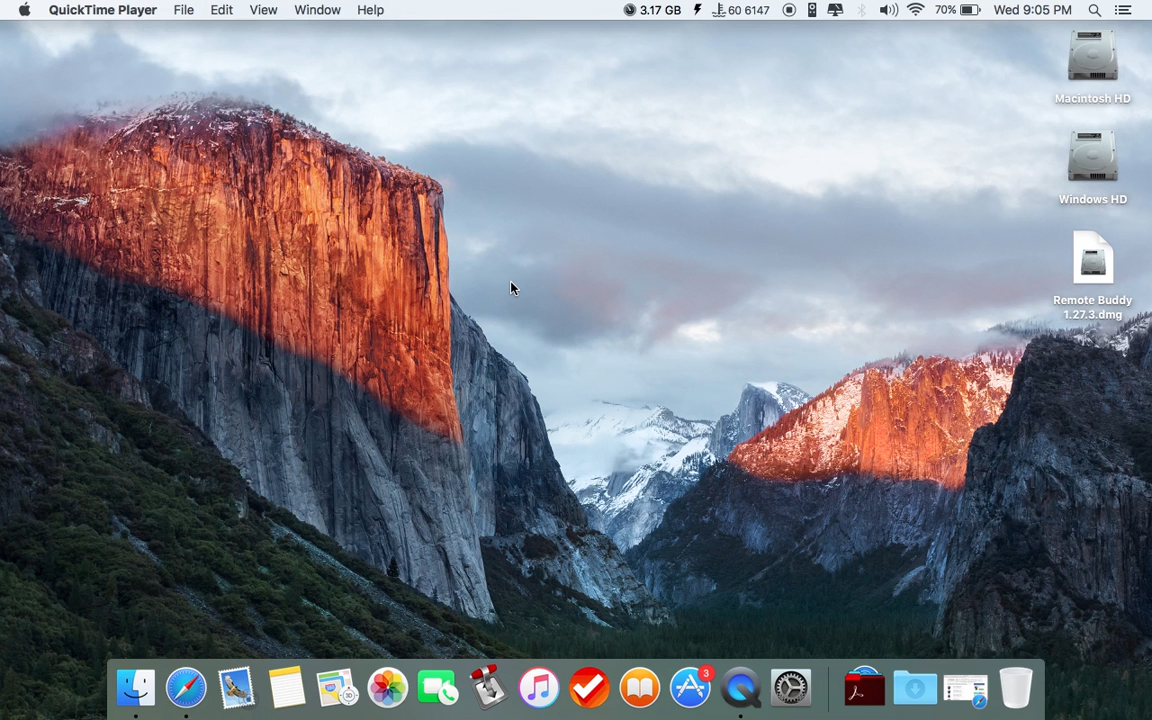 QuickTime Player File Edit View Window Help 3.17 GB 60 6147 70% Wed 9:05 PM
Macintosh HD
Windows HD
Remote Buddy
1.27.3.dmg
3D
3